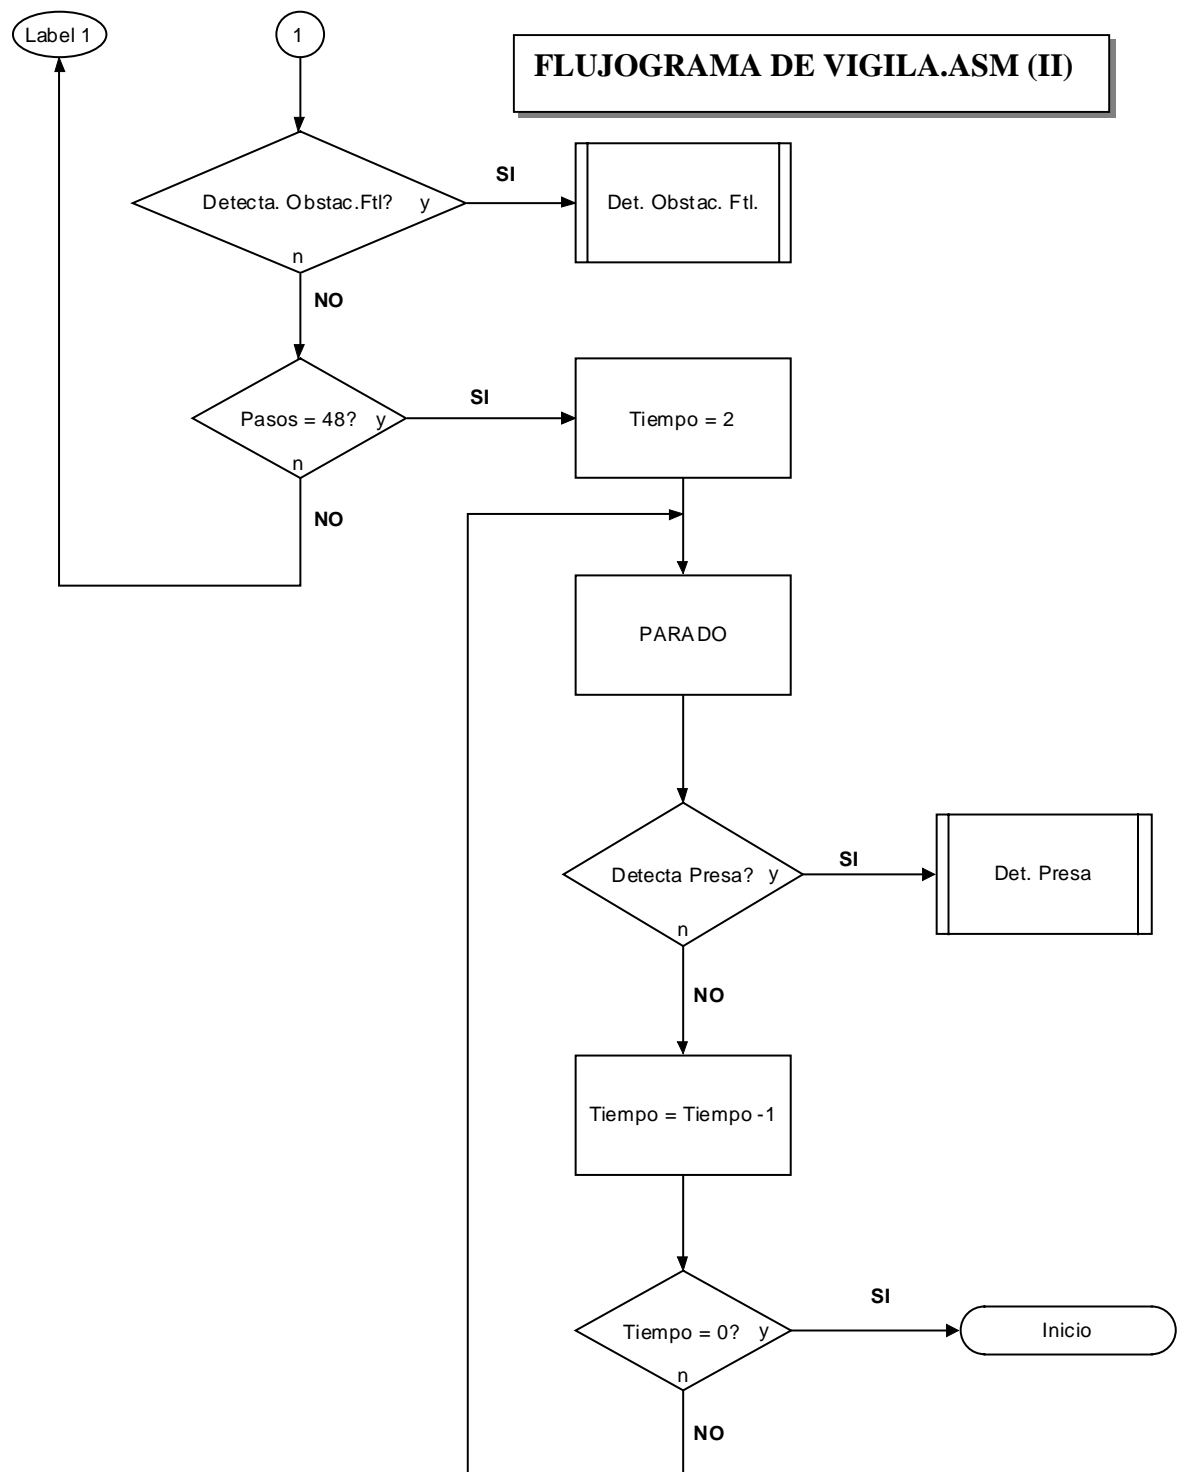 Label 1
1
FLUJOGRAMA DE VIGILA.ASM (II)
Detecta. Obstac.Ftl? y
n
SI
Det. Obstac. Ftl.
NO
Pasos = 48? y
n
SI
Tiempo = 2
NO
PARADO
Detecta Presa? y
n
SI
Det. Presa
NO
Tiempo = Tiempo -1
Tiempo = 0? y
n
SI
Inicio
NO